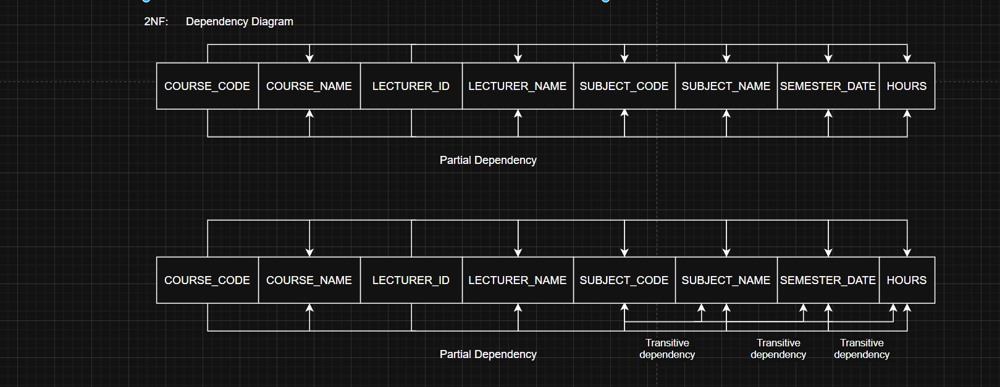 2NF: Dependency Diagram
COURSE_CODE COURSE_NAME LECTURER_ID LECTURER_NAME SUBJECT_CODE SUBJECT_NAME SEMESTER_DATE HOURS
Partial Dependency
COURSE_CODE COURSE_NAME LECTURER_ID LECTURER_NAME SUBJECT_CODE SUBJECT_NAME SEMESTER_DATE HOURS
Partial Dependency
Transitive
dependency
Transitive
dependency
Transitive
dependency